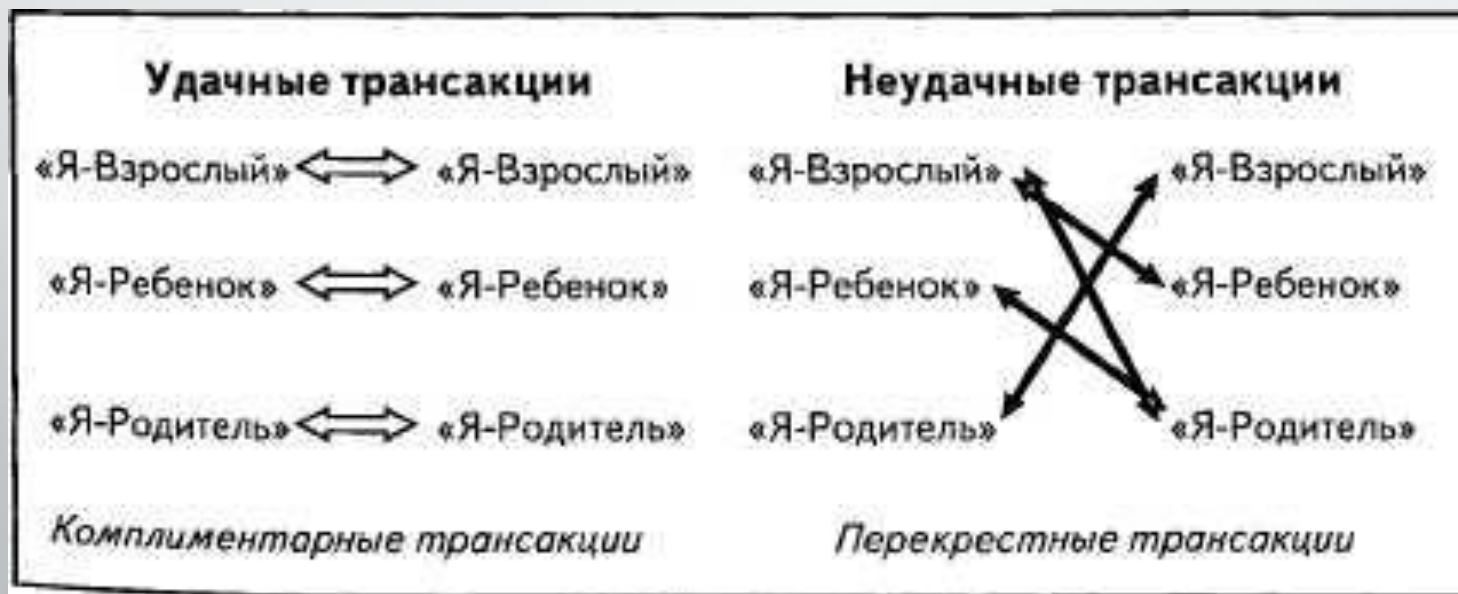 Удачные трансакции
«Я-Взрослый» «Я-Взрослый»
«Я-Ребенок» «Я-Ребенок»
«Я-Родитель» «Я-Родитель»
Комплиментарные трансакции
Неудачные трансакции
«Я-Взрослый» «Я-Взрослый»
«Я-Ребенок» «Я-Ребенок»
«Я-Родитель» «Я-Родитель»
Перекрестные трансакции